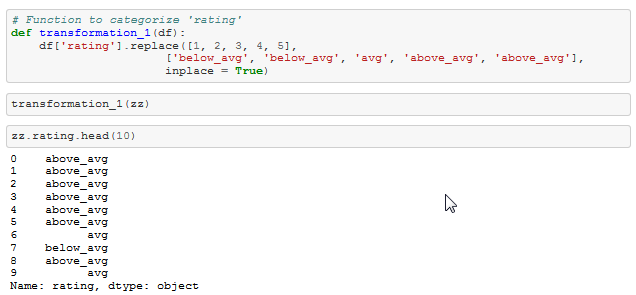 # Function to categorize 'rating'
def transformation_1(df):
    df['rating'].replace([1, 2, 3, 4, 5],
                     ['below_avg', 'below_avg', 'avg', 'above_avg', 'above_avg'],
                     inplace = True)
transformation_1(zz)
zz.rating.head(10)
0    above_avg
1    above_avg
2    above_avg
3    above_avg
4    above_avg
5    above_avg
6          avg
7    below_avg
8    above_avg
9          avg
Name: rating, dtype: object